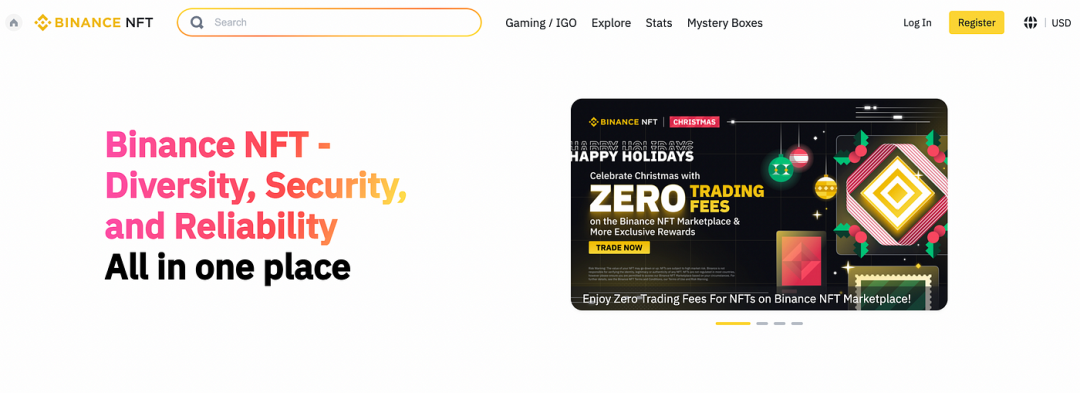 BINANCE NFT
Search
Gaming / IGO
Explore
Stats
Mystery Boxes
Log In
Register
USD
Binance NFT -
Diversity, Security,
and Reliability
All in one place
BINANCE NFT | CHRISTMAS
HAPPY HOLIDAYS
HAPPY HOLIDAYS
Celebrate Christmas with
ZERO TRADING FEES
on the Binance NFT Marketplace &
More Exclusive Rewards
TRADE NOW
Enjoy Zero Trading Fees For NFTs on Binance NFT Marketplace!